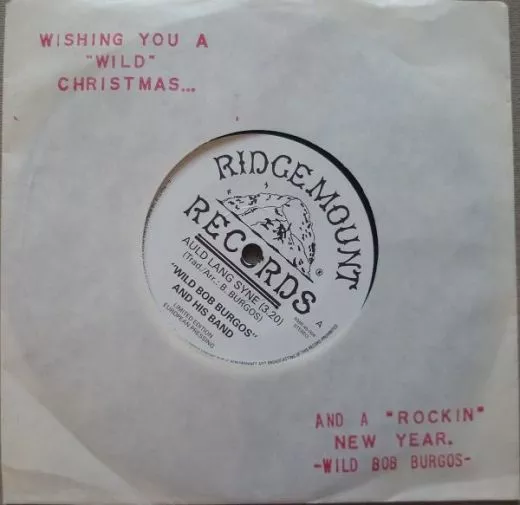 WISHING YOU A
"WILD"
CHRISTMAS...
RIDGEMOUNT
RECORDS
®
AULD LANG SYNE (3.20)
(Trad./Arr.: B. BURGOS)
"WILD BOB BURGOS"
AND HIS BAND
LIMITED EDITION
EUROPEAN PRESSING
A
STEREO
AND A "ROCKIN"
NEW YEAR.
-WILD BOB BURGOS-